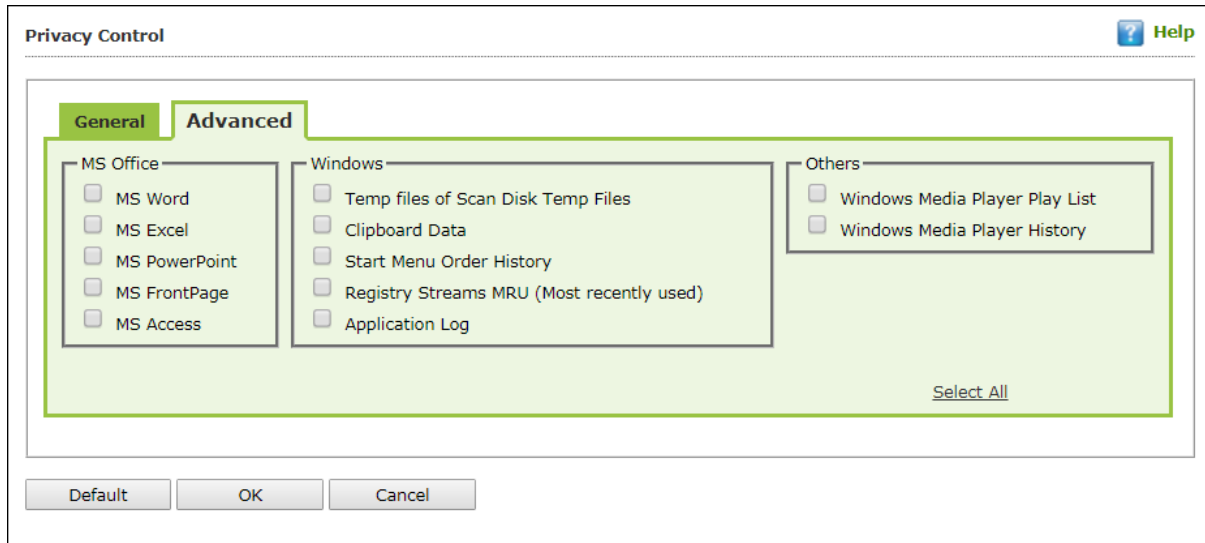 Privacy Control
Help
General
Advanced
MS Office
MS Word
MS Excel
MS PowerPoint
MS FrontPage
MS Access
Windows
Temp files of Scan Disk Temp Files
Clipboard Data
Start Menu Order History
Registry Streams MRU (Most recently used)
Application Log
Others
Windows Media Player Play List
Windows Media Player History
Select All
Default
OK
Cancel